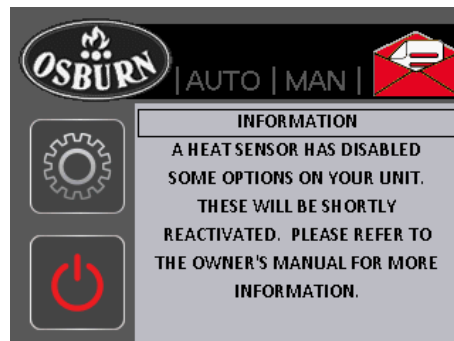 OSBURN
| AUTO | MAN |
INFORMATION
A HEAT SENSOR HAS DISABLED
SOME OPTIONS ON YOUR UNIT.
THESE WILL BE SHORTLY
REACTIVATED. PLEASE REFER TO
THE OWNER'S MANUAL FOR MORE
INFORMATION.